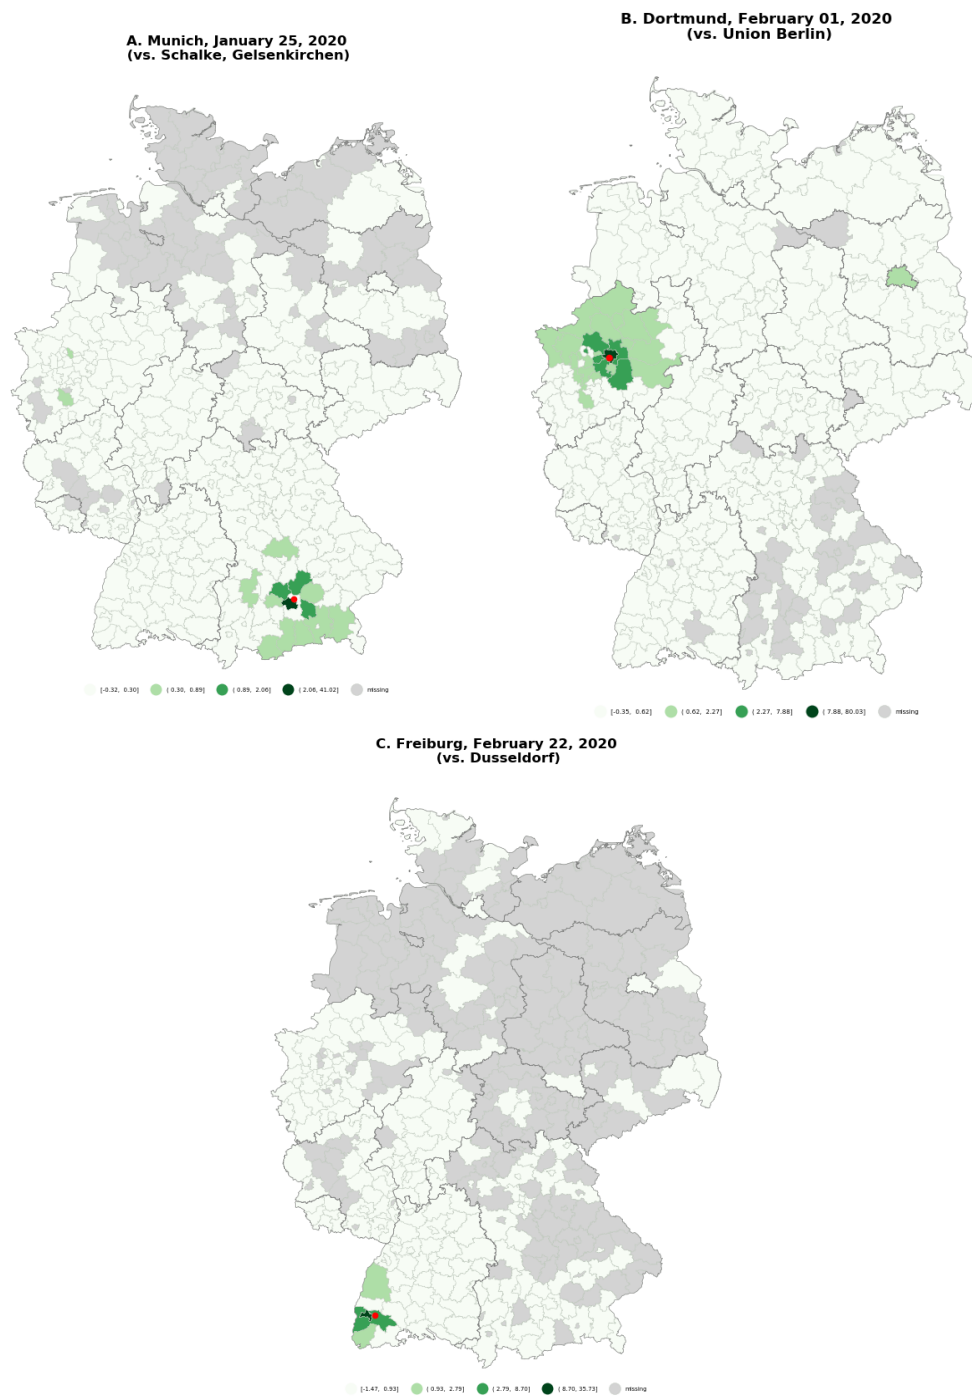 A. Munich, January 25, 2020
(vs. Schalke, Gelsenkirchen)
B. Dortmund, February 01, 2020
(vs. Union Berlin)
[-0.32, 0.30] ( 0.30, 0.89] ( 0.89, 2.06] ( 2.06, 41.02] missing
[-0.35, 0.62] ( 0.62, 2.27] ( 2.27, 7.88] ( 7.88, 80.03] missing
C. Freiburg, February 22, 2020
(vs. Dusseldorf)
[-1.47, 0.93] ( 0.93, 2.79] ( 2.79, 8.70] ( 8.70, 35.73] missing